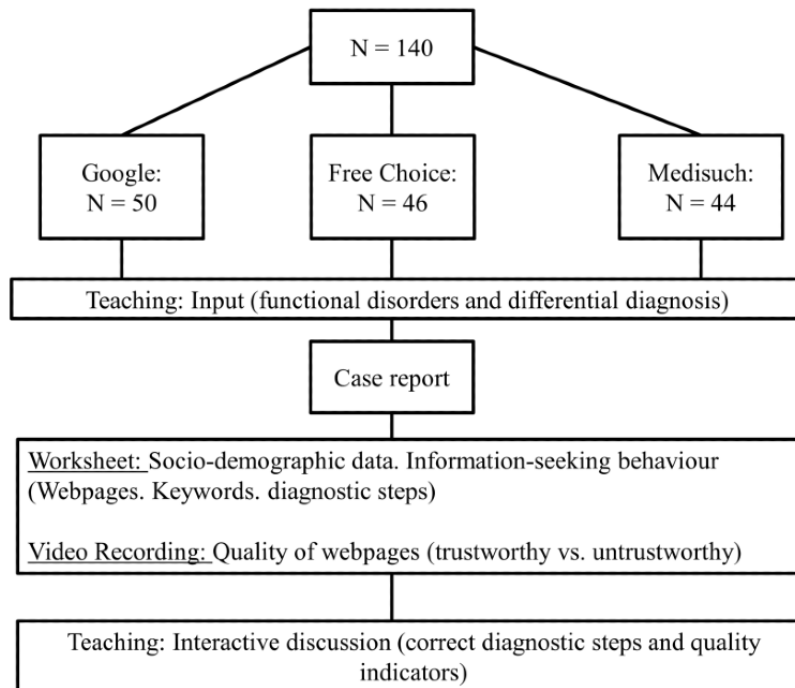 N = 140
Google:
N = 50
Free Choice:
N = 46
Medisuch:
N = 44
Teaching: Input (functional disorders and differential diagnosis)
Case report
Worksheet: Socio-demographic data. Information-seeking behaviour
(Webpages. Keywords. diagnostic steps)
Video Recording: Quality of webpages (trustworthy vs. untrustworthy)
Teaching: Interactive discussion (correct diagnostic steps and quality
indicators)